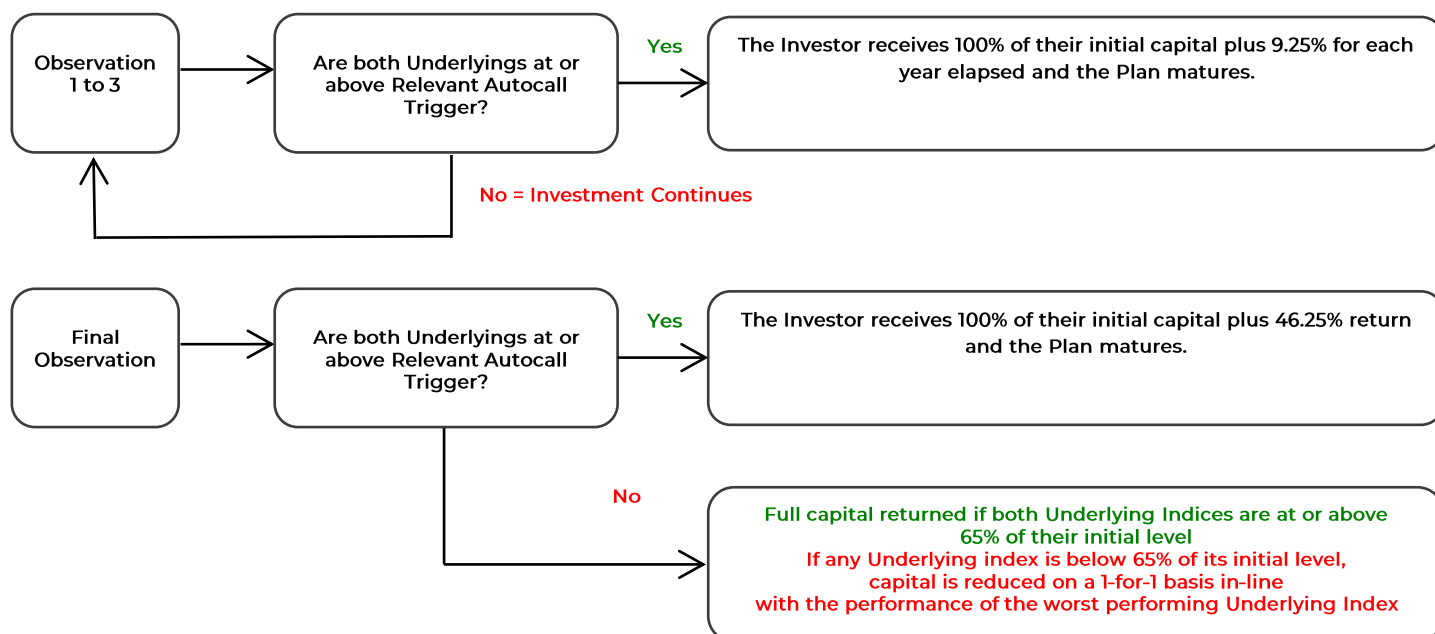 Observation
1 to 3
Are both Underlyings at or
above Relevant Autocall
Trigger?
Yes
The Investor receives 100% of their initial capital plus 9.25% for each
year elapsed and the Plan matures.
No = Investment Continues
Final
Observation
Are both Underlyings at or
above Relevant Autocall
Trigger?
Yes
The Investor receives 100% of their initial capital plus 46.25% return
and the Plan matures.
No
Full capital returned if both Underlying Indices are at or above
65% of their initial level
If any Underlying index is below 65% of its initial level,
capital is reduced on a 1-for-1 basis in-line
with the performance of the worst performing Underlying Index